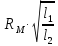 R_M · √(l_1/l_2)